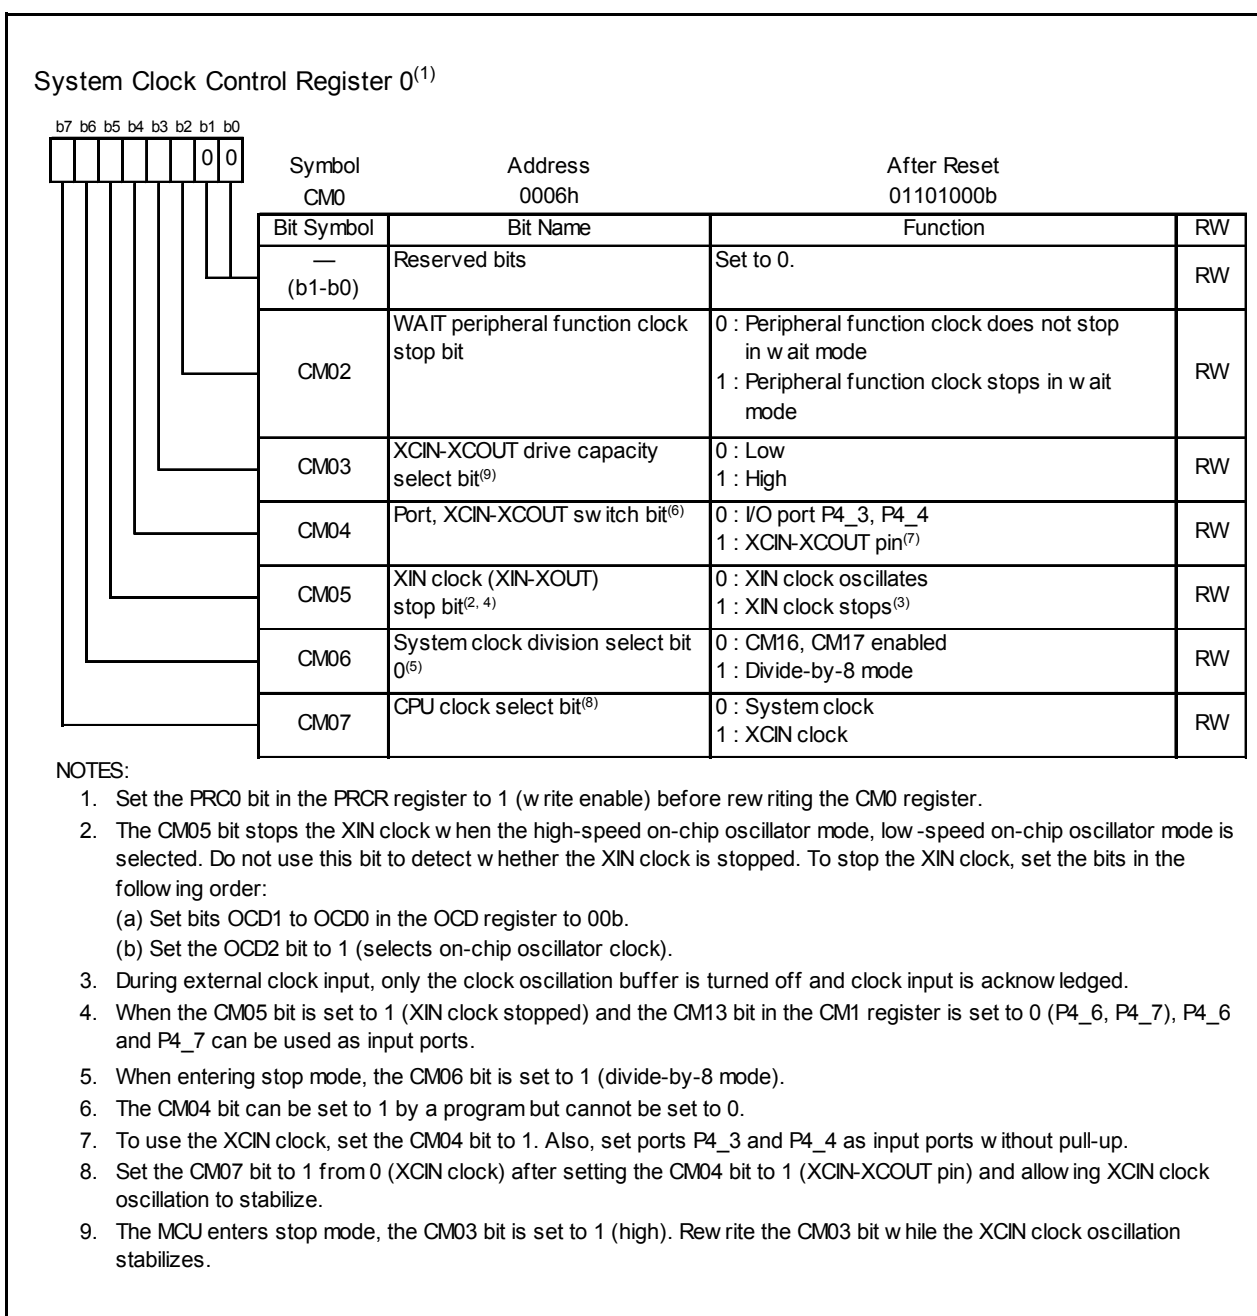 System Clock Control Register 0(1)
b7 b6 b5 b4 b3 b2 b1 b0
0 0
Symbol Address After Reset
CM0 0006h 01101000b
Bit Symbol Bit Name Function RW
— (b1-b0) Reserved bits Set to 0. RW
CM02 WAIT peripheral function clock stop bit 0 : Peripheral function clock does not stop in wait mode RW
1 : Peripheral function clock stops in wait mode
CM03 XCIN-XCOUT drive capacity select bit(9) 0 : Low RW
1 : High
CM04 Port, XCIN-XCOUT switch bit(6) 0 : I/O port P4_3, P4_4 RW
1 : XCIN-XCOUT pin(7)
CM05 XIN clock (XIN-XOUT) stop bit(2, 4) 0 : XIN clock oscillates RW
1 : XIN clock stops(3)
CM06 System clock division select bit 0(5) 0 : CM16, CM17 enabled RW
1 : Divide-by-8 mode
CM07 CPU clock select bit(8) 0 : System clock RW
1 : XCIN clock
NOTES:
1. Set the PRC0 bit in the PRCR register to 1 (write enable) before rewriting the CM0 register.
2. The CM05 bit stops the XIN clock when the high-speed on-chip oscillator mode, low-speed on-chip oscillator mode is
selected. Do not use this bit to detect whether the XIN clock is stopped. To stop the XIN clock, set the bits in the
following order:
(a) Set bits OCD1 to OCD0 in the OCD register to 00b.
(b) Set the OCD2 bit to 1 (selects on-chip oscillator clock).
3. During external clock input, only the clock oscillation buffer is turned off and clock input is acknowledged.
4. When the CM05 bit is set to 1 (XIN clock stopped) and the CM13 bit in the CM1 register is set to 0 (P4_6, P4_7), P4_6
and P4_7 can be used as input ports.
5. When entering stop mode, the CM06 bit is set to 1 (divide-by-8 mode).
6. The CM04 bit can be set to 1 by a program but cannot be set to 0.
7. To use the XCIN clock, set the CM04 bit to 1. Also, set ports P4_3 and P4_4 as input ports without pull-up.
8. Set the CM07 bit to 1 from 0 (XCIN clock) after setting the CM04 bit to 1 (XCIN-XCOUT pin) and allowing XCIN clock
oscillation to stabilize.
9. The MCU enters stop mode, the CM03 bit is set to 1 (high). Rewrite the CM03 bit while the XCIN clock oscillation
stabilizes.